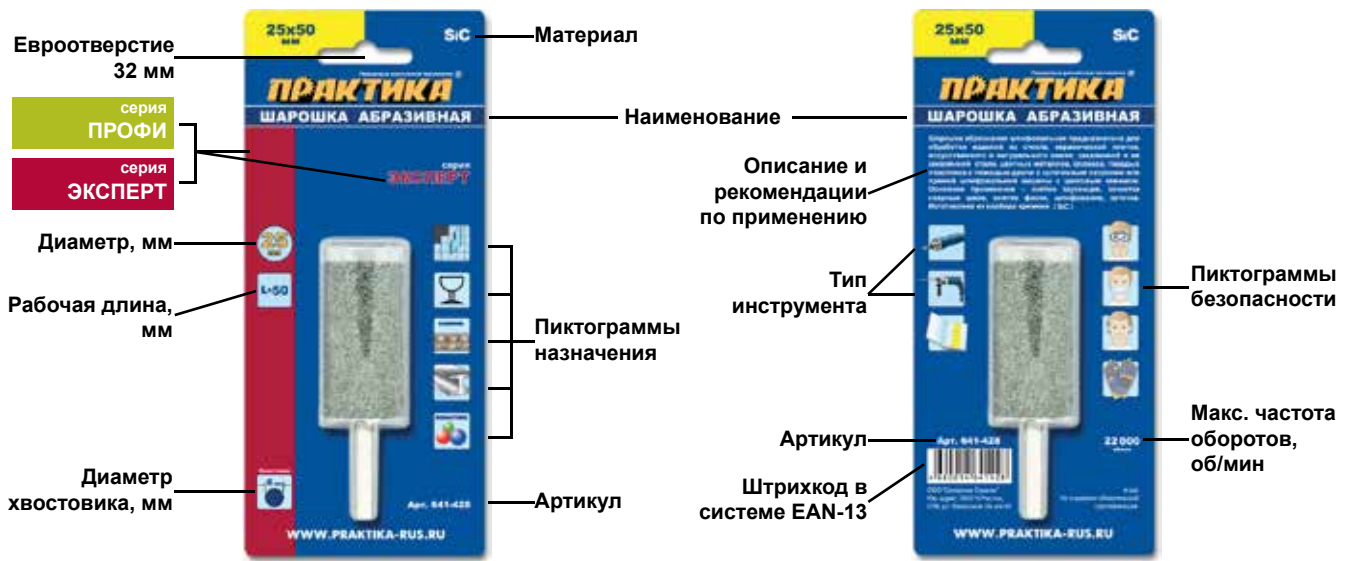 Евроотверстие
32 мм
серия
ПРОФИ
серия
ЭКСПЕРТ
Диаметр, мм
Рабочая длина,
мм
Диаметр
хвостовика, мм
25x50
мм
SiC
ПРАКТИКА
ШАРОШКА АБРАЗИВНАЯ
серия
ЭКСПЕРТ
25
мм
L=50
Арт. 641-428
WWW.PRAKTIKA-RUS.RU
Материал
Наименование
Пиктограммы
назначения
Артикул
Описание и
рекомендации
по применению
Тип
инструмента
Артикул
Штрихкод в
системе EAN-13
25x50
мм
SiC
ПРАКТИКА
ШАРОШКА АБРАЗИВНАЯ
Арт. 641-428
22 000
WWW.PRAKTIKA-RUS.RU
Пиктограммы
безопасности
Макс. частота
оборотов,
об/мин